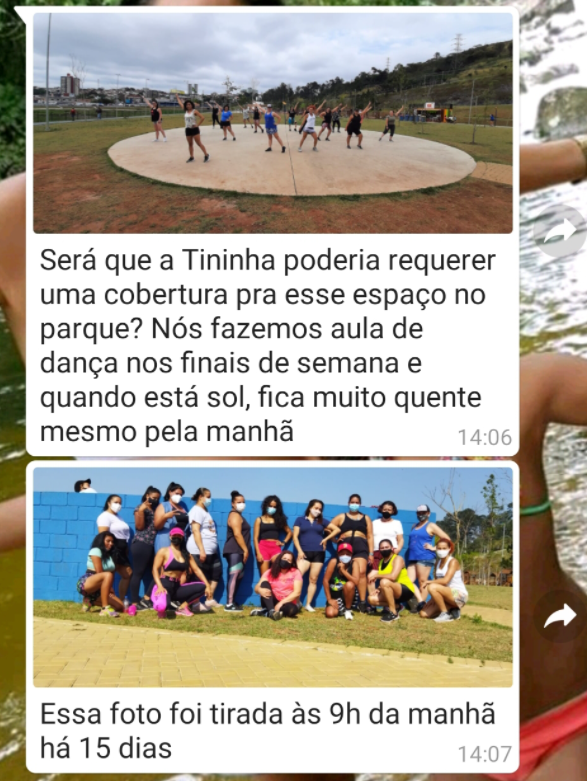 Será que a Tininha poderia requerer
uma cobertura pra esse espaço no
parque? Nós fazemos aula de
dança nos finais de semana e
quando está sol, fica muito quente
mesmo pela manhã
14:06
Essa foto foi tirada às 9h da manhã
há 15 dias
14:07